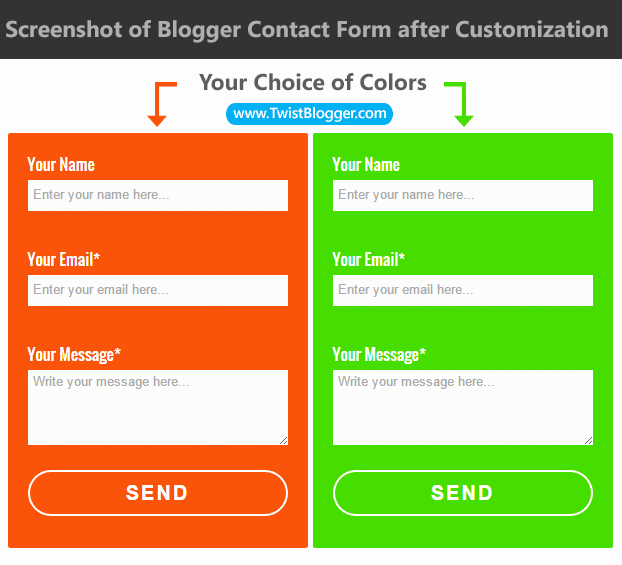 Screenshot of Blogger Contact Form after Customization
Your Choice of Colors
www.TwistBlogger.com
Your Name
Enter your name here...
Your Email*
Enter your email here...
Your Message*
Write your message here...
SEND
Your Name
Enter your name here...
Your Email*
Enter your email here...
Your Message*
Write your message here...
SEND